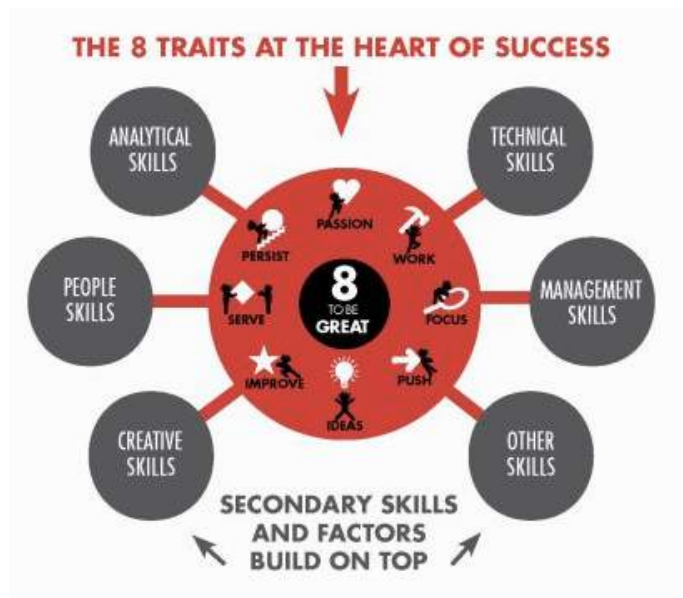 THE 8 TRAITS AT THE HEART OF SUCCESS
ANALYTICAL
SKILLS
TECHNICAL
SKILLS
PASSION
PERSIST
WORK
PEOPLE
SKILLS
SERVE
8
TO BE
GREAT
FOCUS
MANAGEMENT
SKILLS
IMPROVE
PUSH
IDEAS
CREATIVE
SKILLS
OTHER
SKILLS
SECONDARY SKILLS
AND FACTORS
BUILD ON TOP